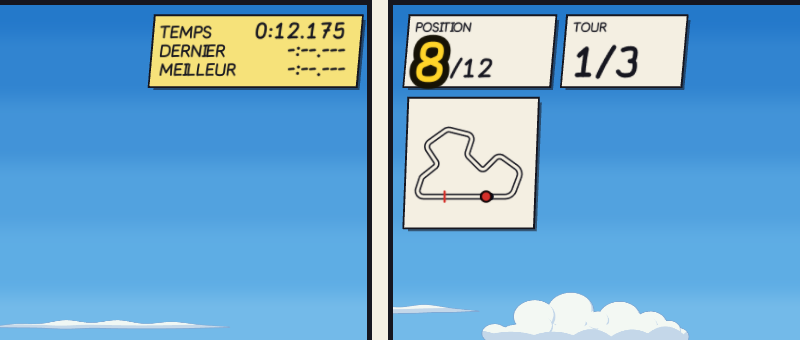 TEMPS 0:12.175
DERNIER -:--.---
MEILLEUR -:--.---
POSITION
8/12
TOUR
1/3